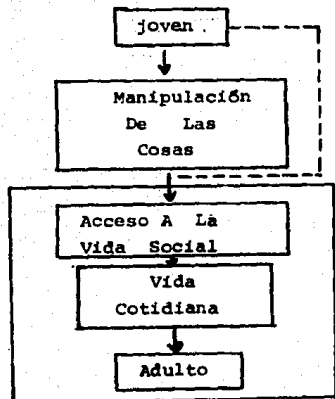 joven.
Manipulación
De Las
Cosas
Acceso A La
Vida Social
Vida
Cotidiana
Adulto